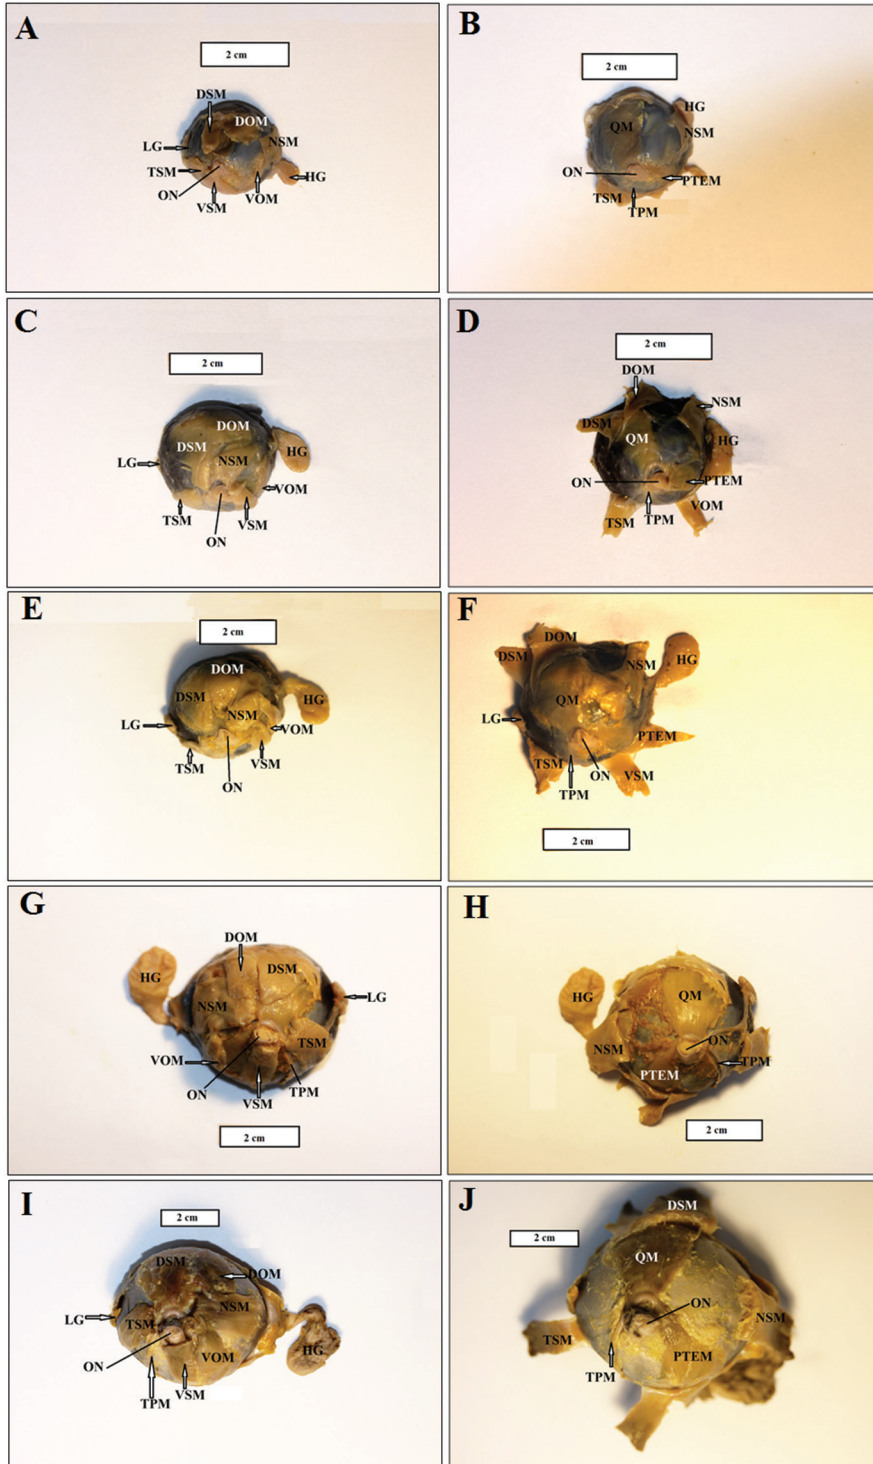 A
2 cm
DSM
DOM
NSM
LG
TSM
ON
VSM
VOM
HG
B
2 cm
HG
QM
NSM
ON
PTEM
TSM
TPM
C
2 cm
DOM
DSM
NSM
HG
LG
VOM
TSM
VSM
ON
D
2 cm
DOM
NSM
DSM
QM
HG
ON
PTEM
TSM
TPM
VOM
E
2 cm
DOM
DSM
HG
NSM
LG
VOM
TSM
VSM
ON
F
DOM
DSM
NSM
HG
QM
LG
PTEM
TSM
ON
VSM
TPM
2 cm
G
DOM
HG
DSM
NSM
LG
TSM
VOM
ON
TPM
VSM
2 cm
H
HG
QM
ON
NSM
TPM
PTEM
2 cm
I
2 cm
DSM
DOM
NSM
LG
TSM
ON
VOM
HG
VSM
TPM
J
DSM
2 cm
QM
ON
NSM
TSM
PTEM
TPM